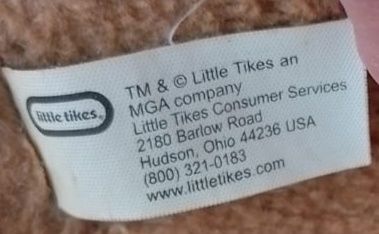 little tikes®
TM & © Little Tikes an
MGA company
Little Tikes Consumer Services
2180 Barlow Road
Hudson, Ohio 44236 USA
(800) 321-0183
www.littletikes.com